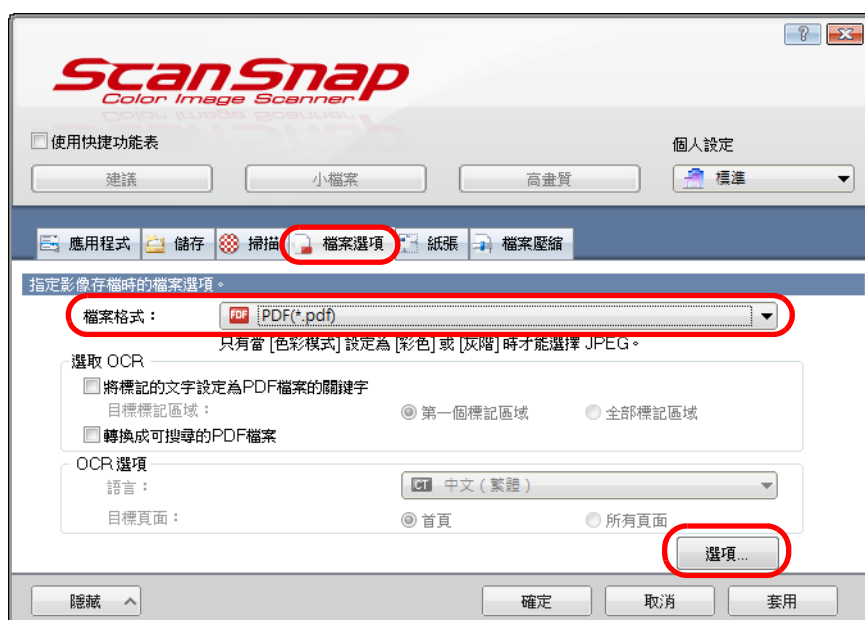 ScanSnap
Color Image Scanner
使用快捷功能表
個人設定
建議 小檔案 高畫質 標準
應用程式 儲存 掃描 檔案選項 紙張 檔案壓縮
指定影像存檔時的檔案選項。
檔案格式： PDF PDF(*.pdf)
只有當 [色彩模式] 設定為 [彩色] 或 [灰階] 時才能選擇 JPEG。
選取 OCR
將標記的文字設定為PDF檔案的關鍵字
目標標記區域： 第一個標記區域 全部標記區域
轉換成可搜尋的PDF檔案
OCR 選項
語言： CT 中文（繁體）
目標頁面： 首頁 所有頁面
選項...
隱藏 確定 取消 套用